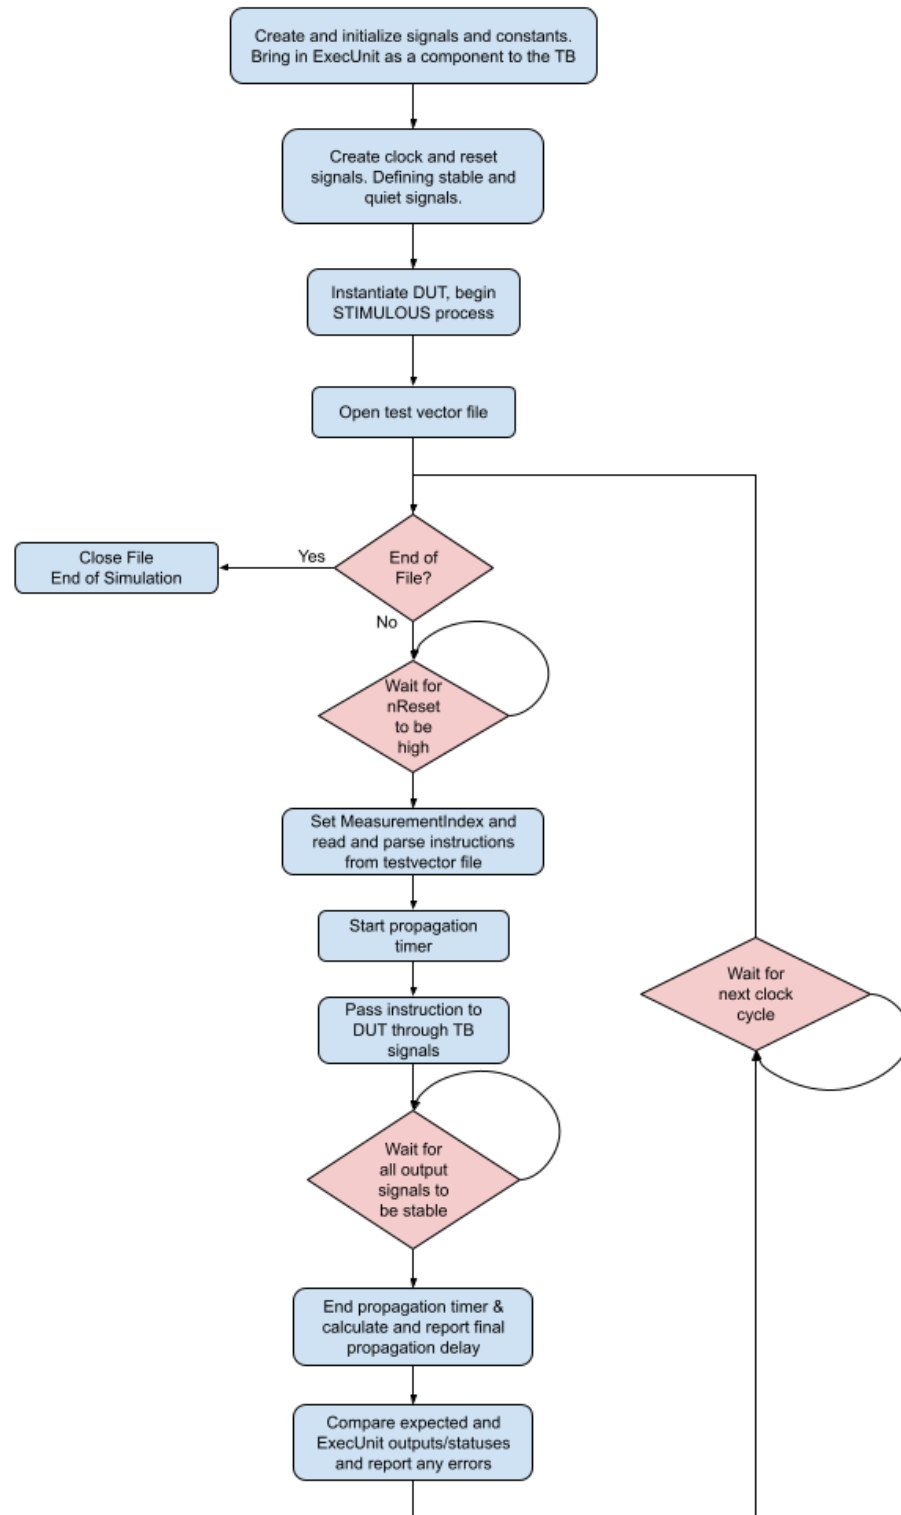 Create and initialize signals and constants.
Bring in ExecUnit as a component to the TB
Create clock and reset
signals. Defining stable and
quiet signals.
Instantiate DUT, begin
STIMULOUS process
Open test vector file
End of
File?
Yes
Close File
End of Simulation
No
Wait for
nReset
to be
high
Set MeasurementIndex and
read and parse instructions
from testvector file
Start propagation
timer
Pass instruction to
DUT through TB
signals
Wait for
all output
signals to
be stable
End propagation timer &
calculate and report final
propagation delay
Compare expected and
ExecUnit outputs/statuses
and report any errors
Wait for
next clock
cycle